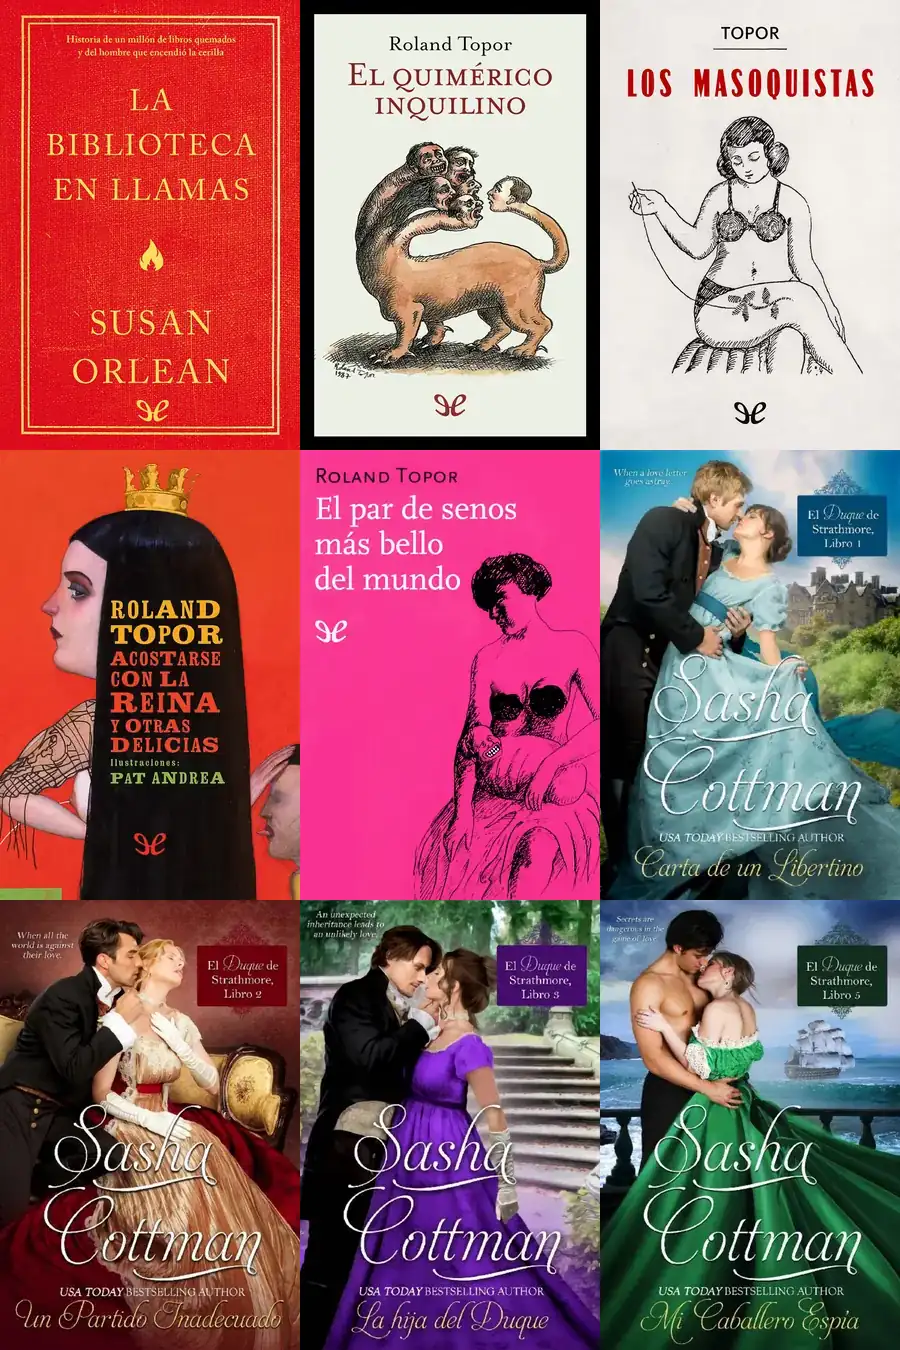 Historia de un millón de libros quemados
y del hombre que encendió la cerilla
LA
BIBLIOTECA
EN LLAMAS
SUSAN
ORLEAN
Roland Topor
EL QUIMÉRICO
INQUILINO
TOPOR
LOS MASOQUISTAS
ROLAND
TOPOR
ACOSTARSE
CON LA
REINA
Y OTRAS
DELICIAS
Ilustraciones:
PAT ANDREA
ROLAND TOPOR
El par de senos
más bello
del mundo
When a love letter
goes astray.
El Duque de
Strathmore,
Libro 1
Sasha
Cottman
USA TODAY BESTSELLING AUTHOR
Carta de un Libertino
When all the
world is against
their love.
El Duque de
Strathmore,
Libro 2
Sasha
Cottman
USA TODAY BESTSELLING AUTHOR
Un Partido Inadecuado
An unexpected
inheritance leads to
an unlikely love.
El Duque de
Strathmore,
Libro 3
Sasha
Cottman
USA TODAY BESTSELLING AUTHOR
La hija del Duque
Secrets are
dangerous in the
game of love.
El Duque de
Strathmore,
Libro 5
Sasha
Cottman
USA TODAY BESTSELLING AUTHOR
Mi Caballero Espía